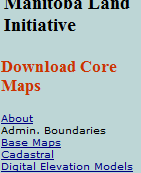 Manitoba Land
Initiative
Download Core
Maps
About
Admin. Boundaries
Base Maps
Cadastral
Digital Elevation Models